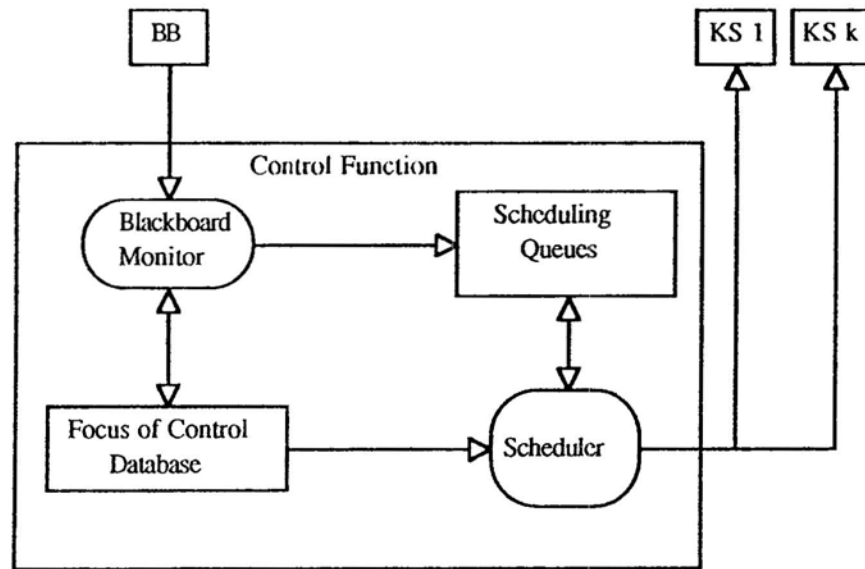 BB
KS 1
KS k
Control Function
Blackboard
Monitor
Scheduling
Queues
Focus of Control
Database
Scheduler